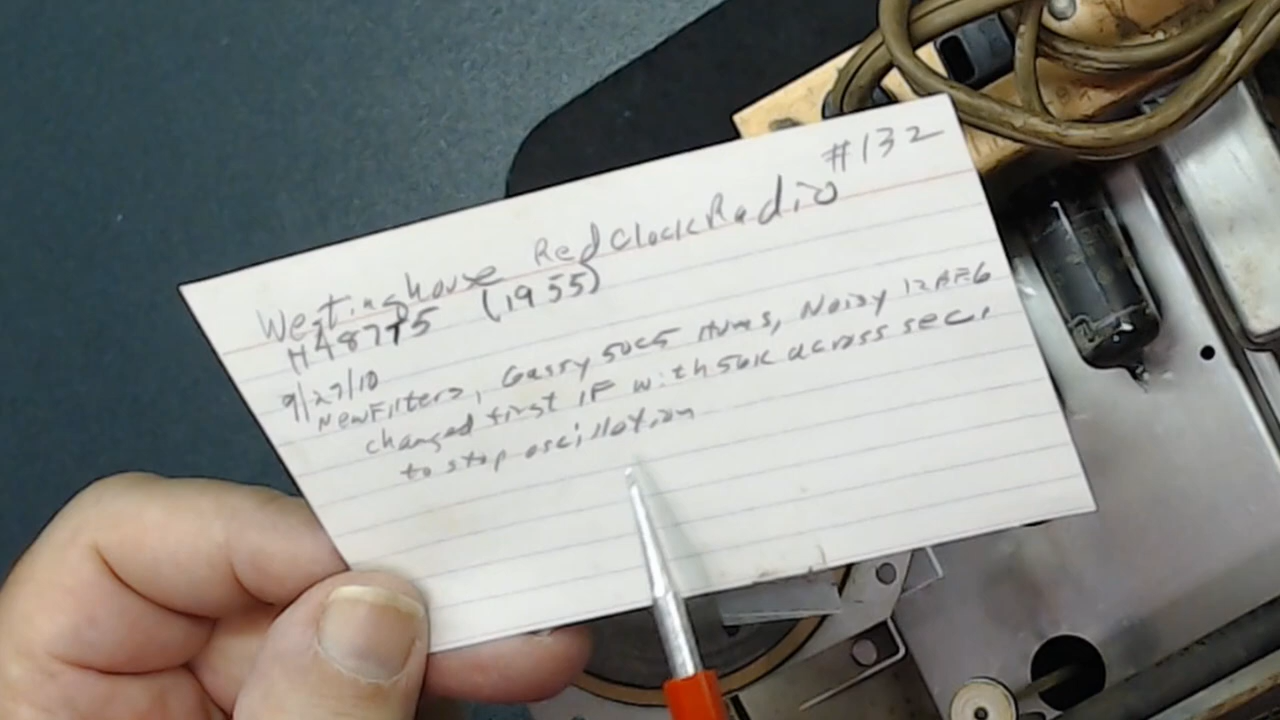 #132
Westinghouse Red Clock Radio
H487T5 (1955)
9/27/10
New Filters, Gassy 50C5 Hums, Noisy 12AF6
changed first IF with 56K across sec.
to stop oscillation